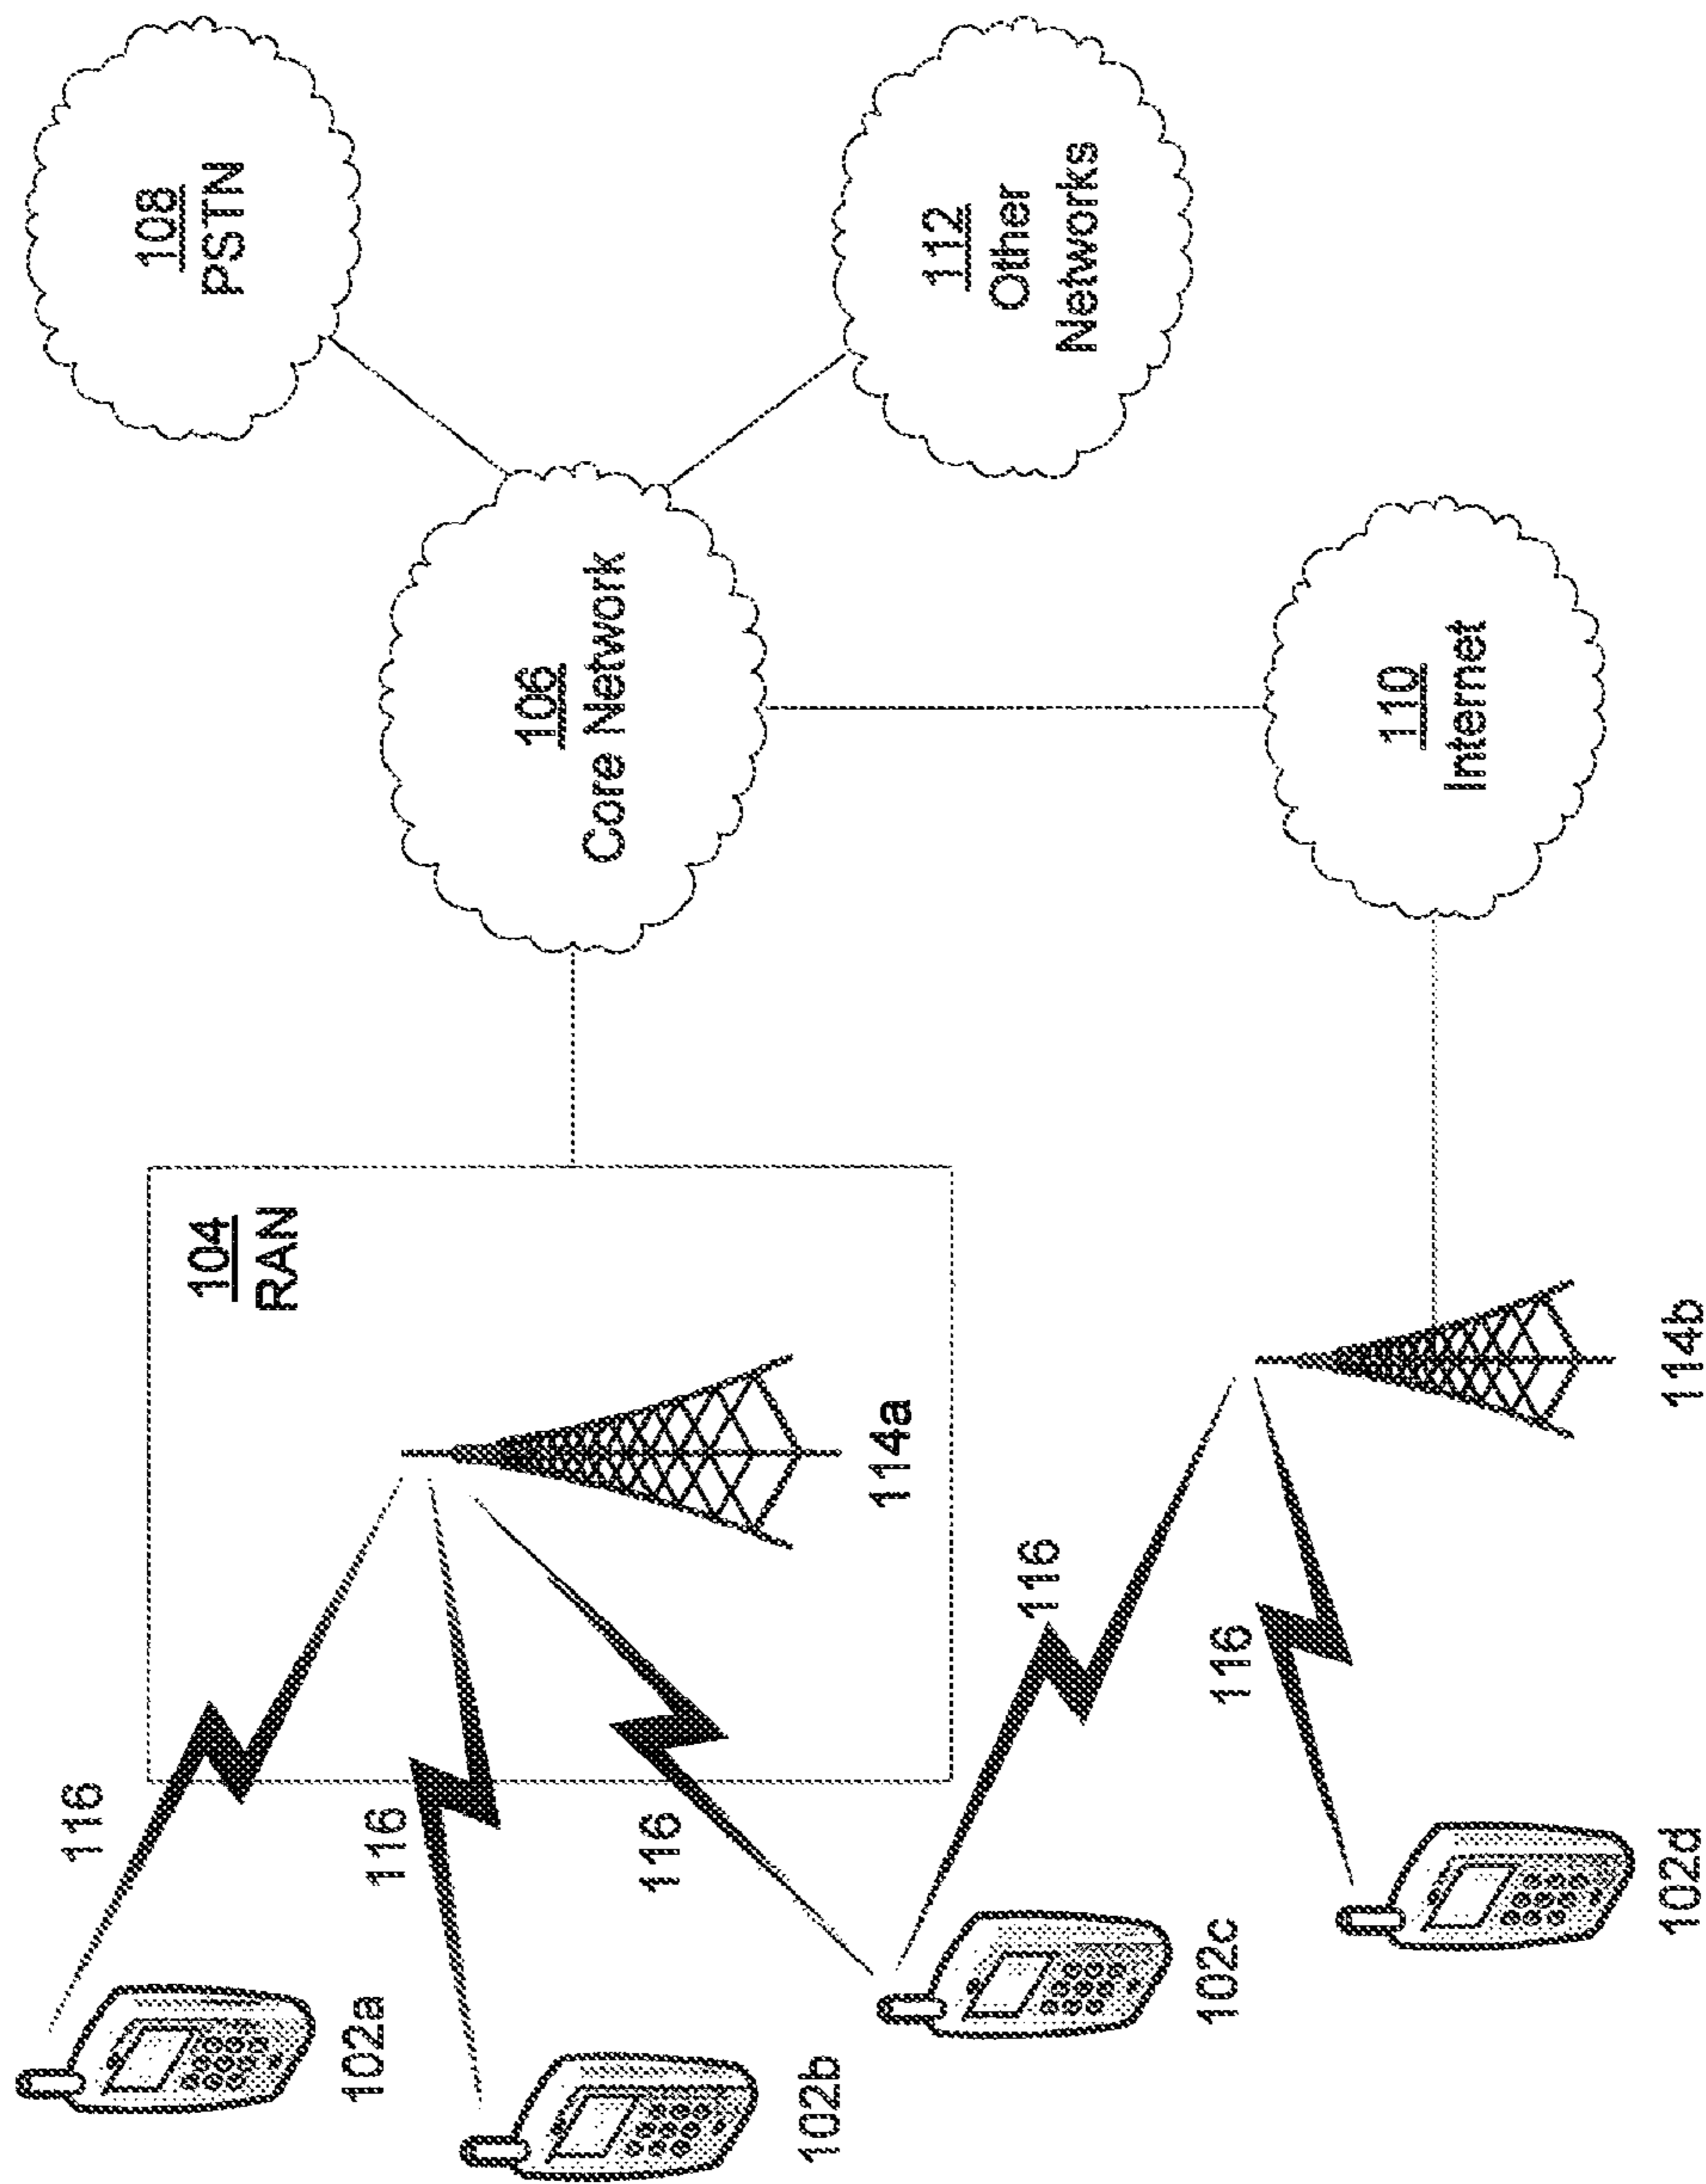 108
PSTN
106
Core Network
112
Other
Networks
104
RAN
110
Internet
114a
114b
116
116
116
116
116
102a
102b
102c
102d